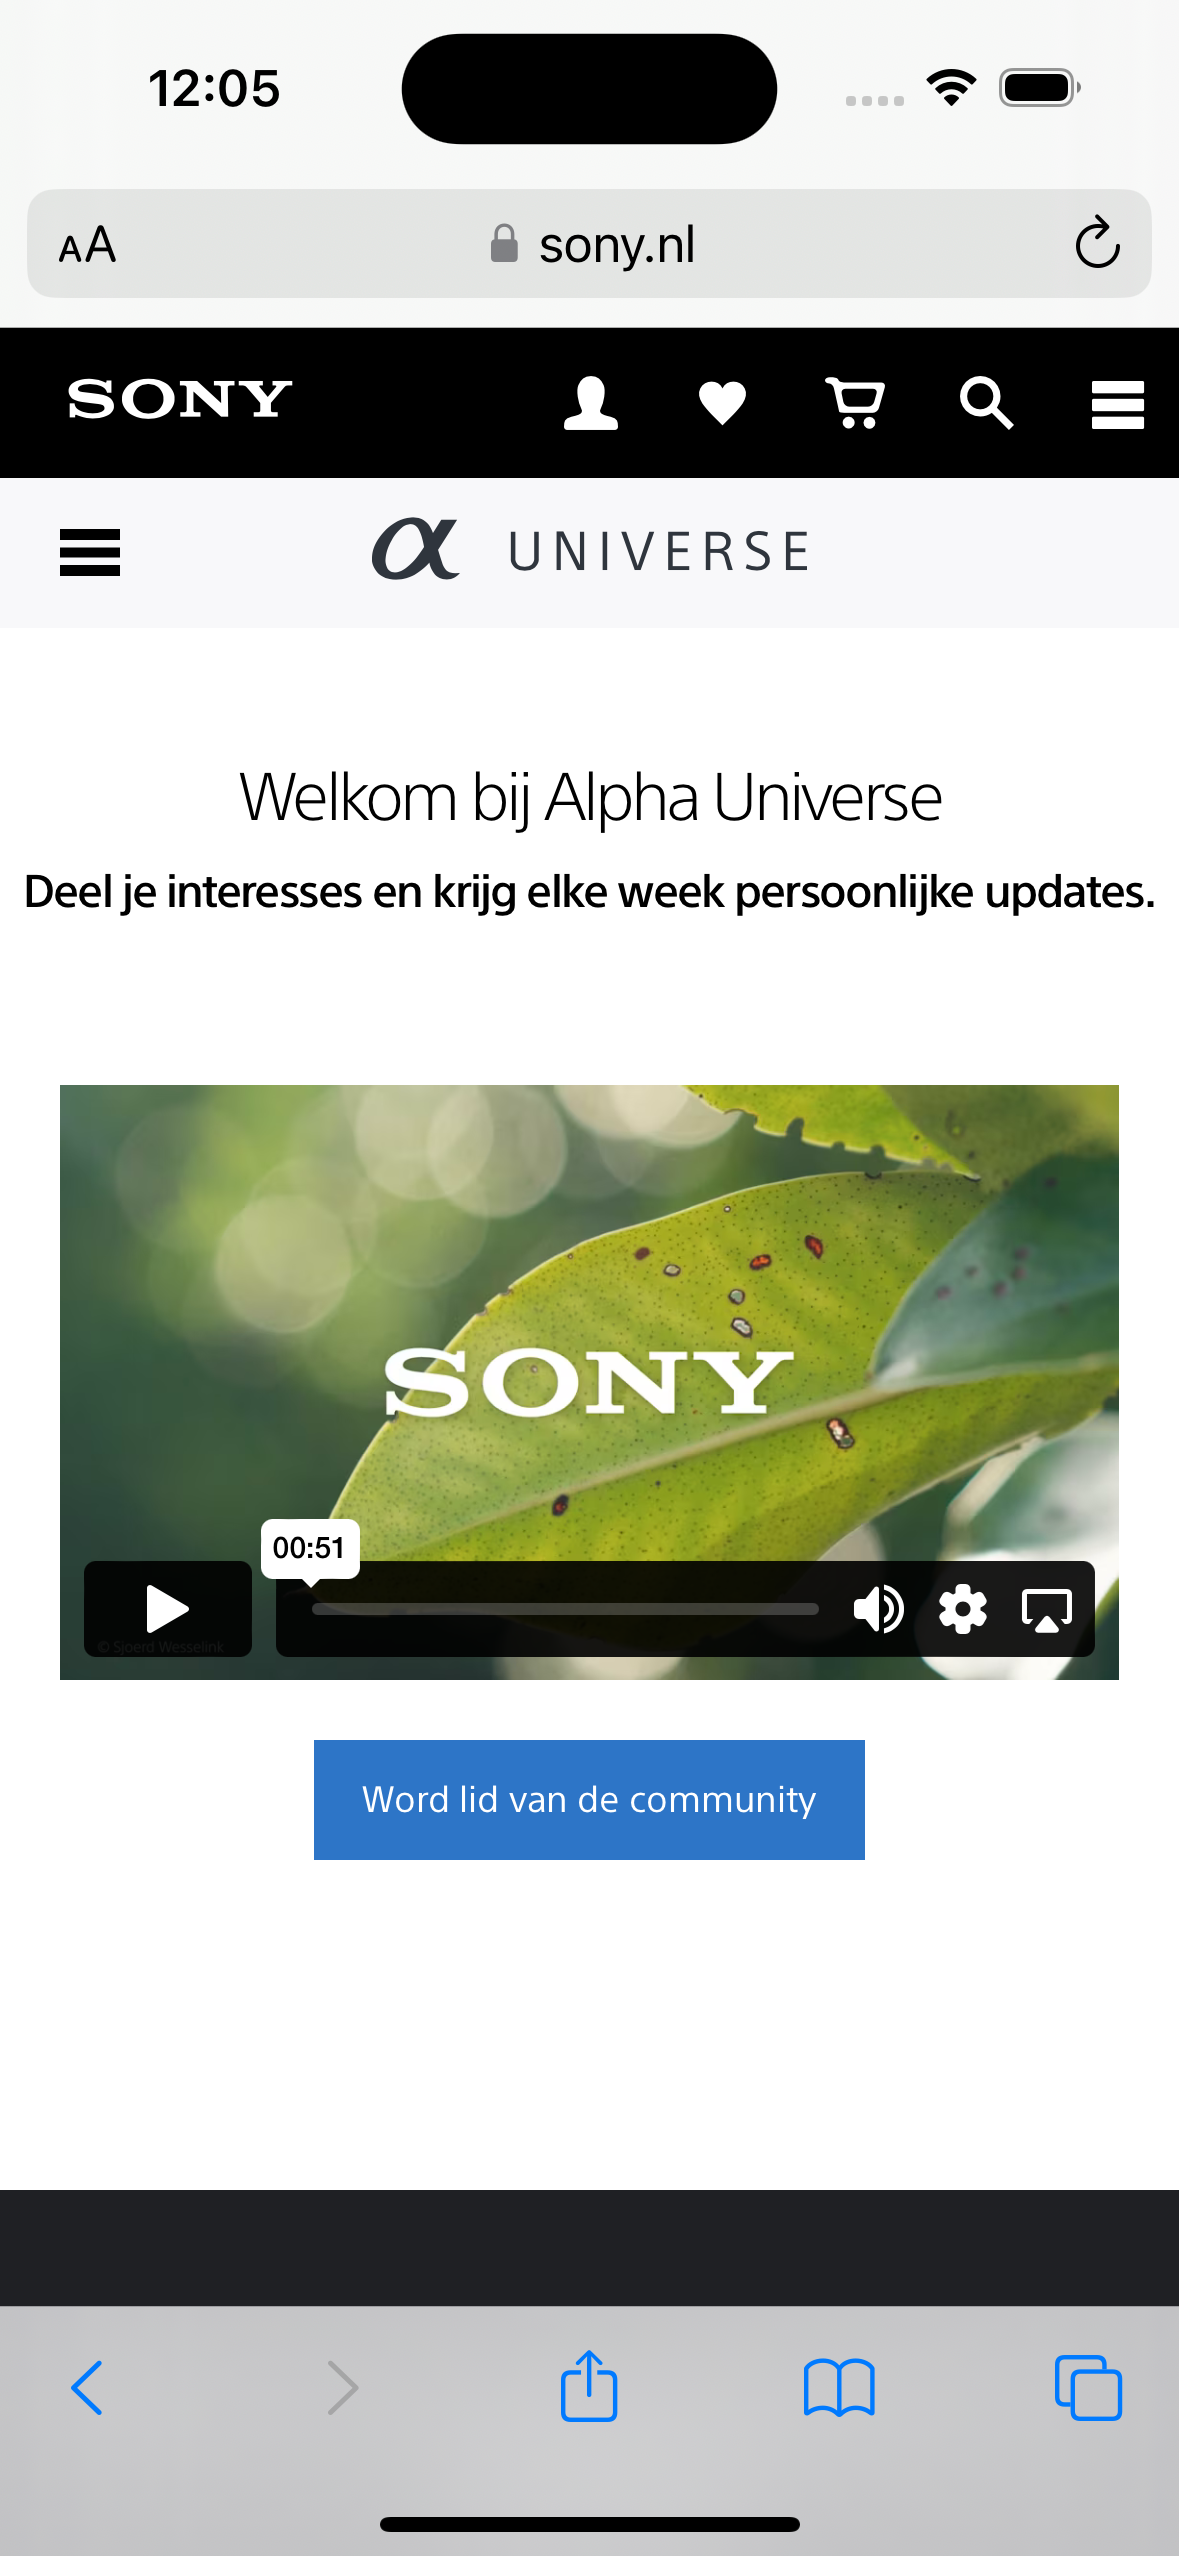 12:05
AA
sony.nl
SONY
α UNIVERSE
Welkom bij Alpha Universe
Deel je interesses en krijg elke week persoonlijke updates.
SONY
00:51
© Sjoerd Wesselink
Word lid van de community